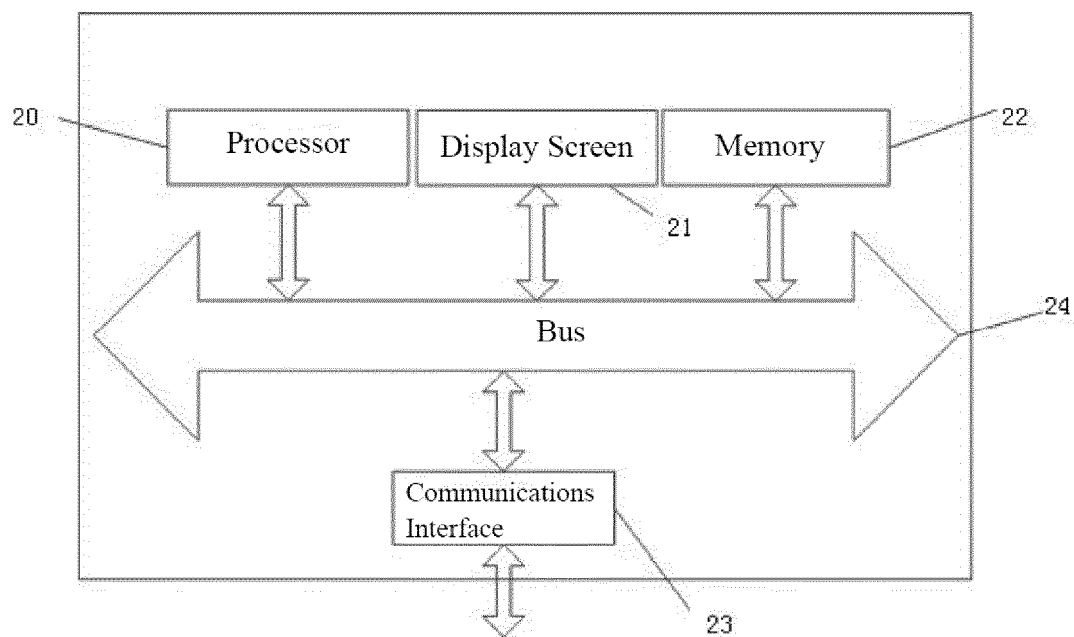 20
Processor
Display Screen
Memory
22
21
24
Bus
Communications
Interface
23